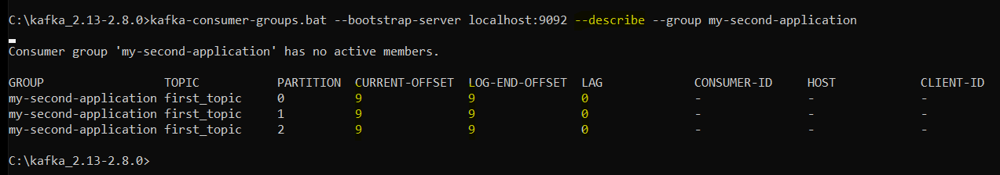 C:\kafka_2.13-2.8.0>kafka-consumer-groups.bat --bootstrap-server localhost:9092 --describe --group my-second-application
Consumer group 'my-second-application' has no active members.
GROUP TOPIC PARTITION CURRENT-OFFSET LOG-END-OFFSET LAG CONSUMER-ID HOST CLIENT-ID
my-second-application first_topic 0 9 9 0 - - -
my-second-application first_topic 1 9 9 0 - - -
my-second-application first_topic 2 9 9 0 - - -
C:\kafka_2.13-2.8.0>